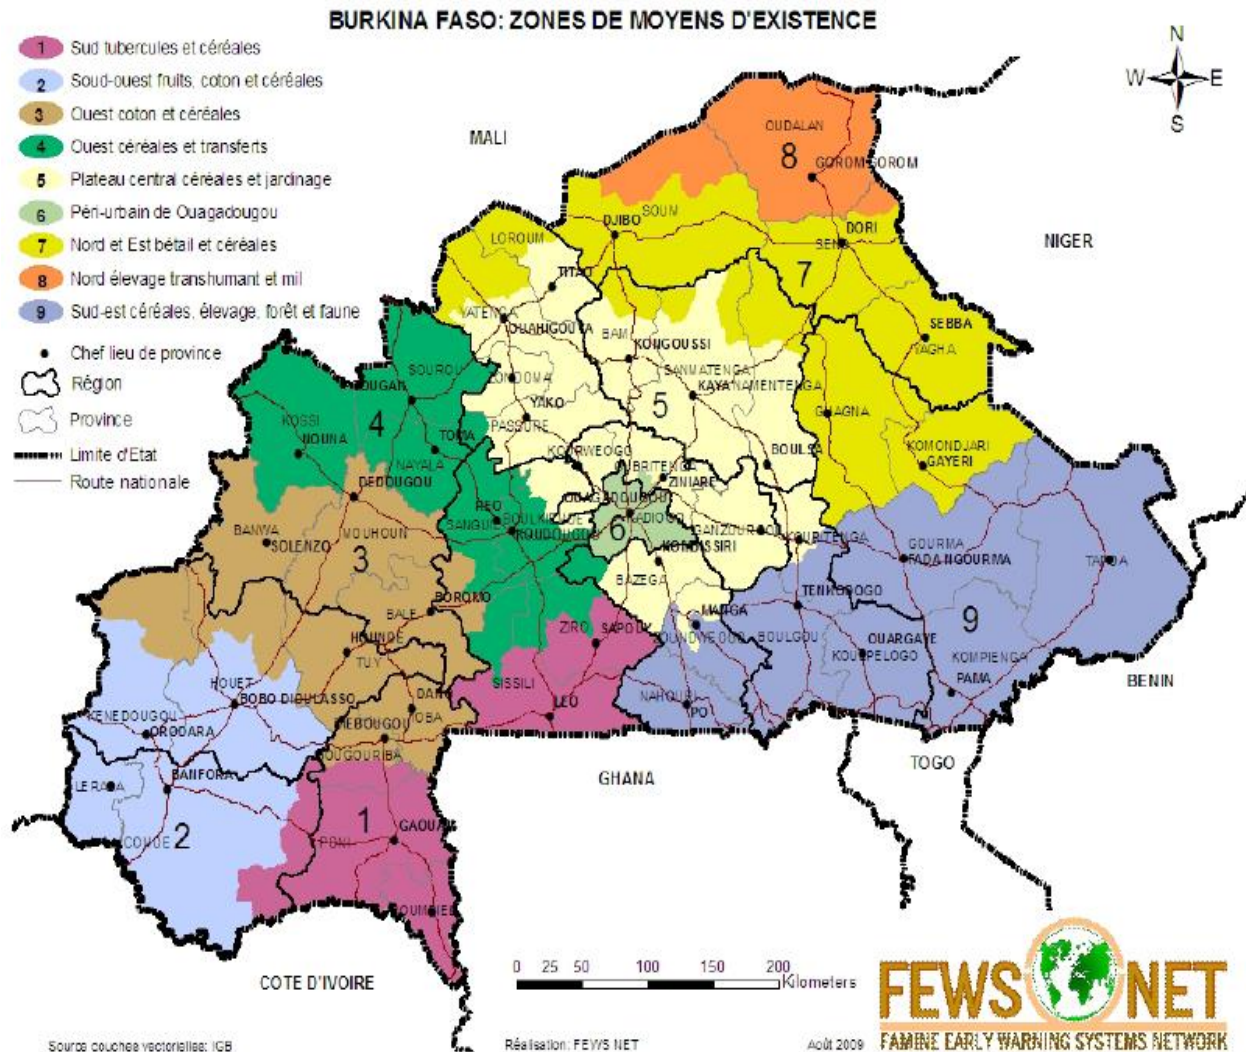 BURKINA FASO: ZONES DE MOYENS D'EXISTENCE
1 Sud tubercules et céréales
2 Soud-ouest fruits, coton et céréales
3 Ouest coton et céréales
4 Ouest céréales et transferts
5 Plateau central céréales et jardinage
6 Péri-urbain de Ouagadougou
7 Nord et Est bétail et céréales
8 Nord élevage transhumant et mil
9 Sud-est céréales, élevage, forêt et faune
Chef lieu de province
Région
Province
Limite d'Etat
Route nationale
N
W E
S
MALI
NIGER
BENIN
TOGO
GHANA
COTE D'IVOIRE
OUDALAN
8
GOROM GOROM
SOUM
DJIBO
DORI
SENO
7
LOROUM
TITAO
YATENGA
OUAHIGOUYA
BAM
KONGOUSSI
SEBBA
YAGHA
SANMATENGA
KAYA
NAMENTENGA
5
SOUROU
4
YAKO
PASSORE
GNAGNA
KOSSI
NOUNA
TOMA
NAYALA
KOURWEOGO
BOULSA
KOMONDJARI
GAYERI
OUBRITENGA
ZINIARE
DEDOUGOU
REO
OUAGADOUGOU
SANGUIE
BOULKIEMDE
KOUDOUGOU
KADIOGO
6
GANZOURGOU
BANWA
SOLENZO
MOUHOUN
3
KOURITENGA
GOURMA
FADA NGOURMA
TAPOA
BAZEGA
TENKODOGO
BALE
BOROMO
MANGA
ZIRO
SAPOUY
BOULGOU
OUARGAYE
9
HOUNDE
TUY
KOMPIENGA
PAMA
SISSILI
LEO
NAHOURI
PO
HOUET
BOBO DIOULASSO
KENEDOUGOU
ORODARA
IOBA
BANFORA
LERABA
2
1
GAOUA
PONI
0 25 50 100 150 200
Kilometers
FEWS NET
FAMINE EARLY WARNING SYSTEMS NETWORK
Source couches vectorielles: IGB
Réalisation: FEWS NET
Août 2009